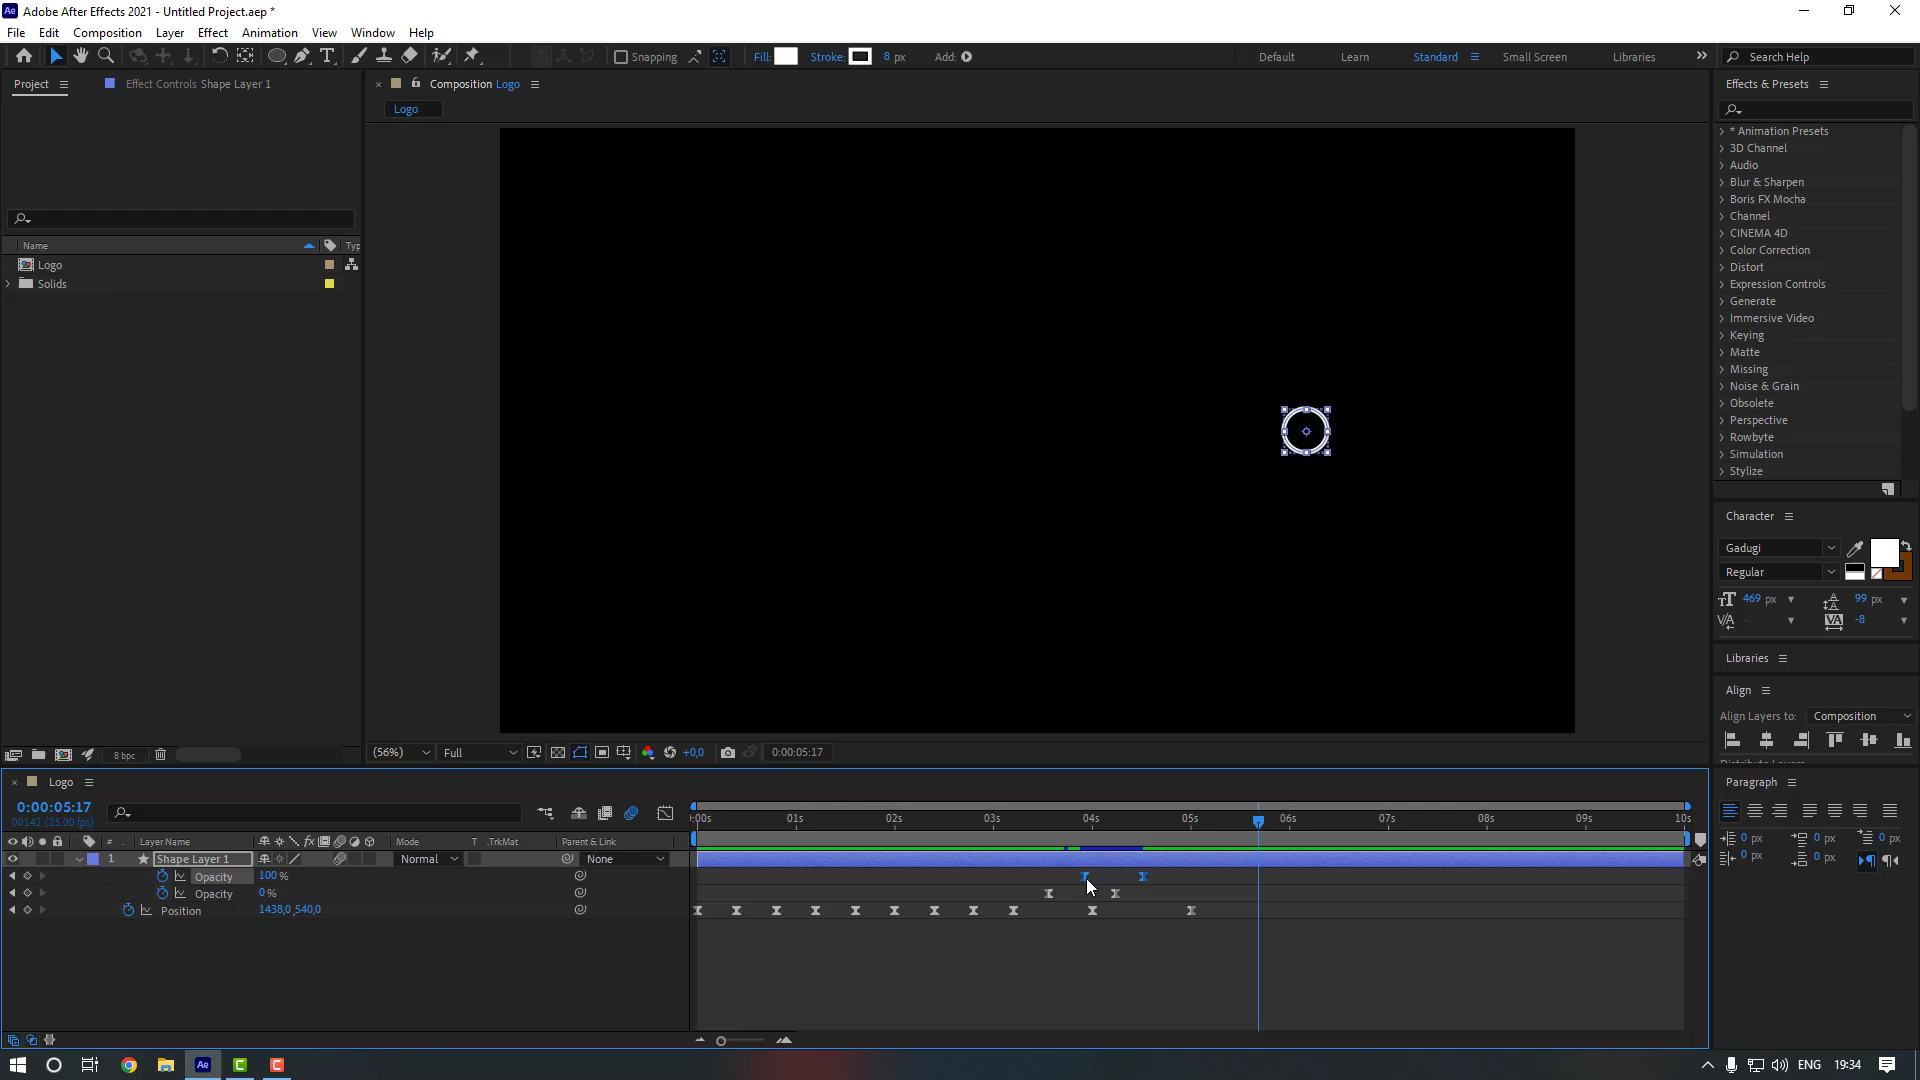 Adobe After Effects 2021 - Untitled Project.aep *
File Edit Composition Layer Effect Animation View Window Help
Snapping Fill: Stroke: 8 px Add: Default Learn Standard Small Screen Libraries Search Help
Project Effect Controls Shape Layer 1
Composition Logo
Logo
Name Typ
Logo
Solids
8 bpc
(56%) Full +0,0 0:00:05:17
Effects & Presets
* Animation Presets
3D Channel
Audio
Blur & Sharpen
Boris FX Mocha
Channel
CINEMA 4D
Color Correction
Distort
Expression Controls
Generate
Immersive Video
Keying
Matte
Missing
Noise & Grain
Obsolete
Perspective
Rowbyte
Simulation
Stylize
Character
Gadugi
Regular
469 px 99 px
-8
Libraries
Align
Align Layers to: Composition
Paragraph
0 px 0 px 0 px
0 px 0 px
Logo
0:00:05:17
00142 (25.00 fps)
:00s 01s 02s 03s 04s 05s 06s 07s 08s 09s 10s
# Layer Name Mode T .TrkMat Parent & Link
1 Shape Layer 1 Normal None
Opacity 100 %
Opacity 0 %
Position 1438,0,540,0
ENG 19:34